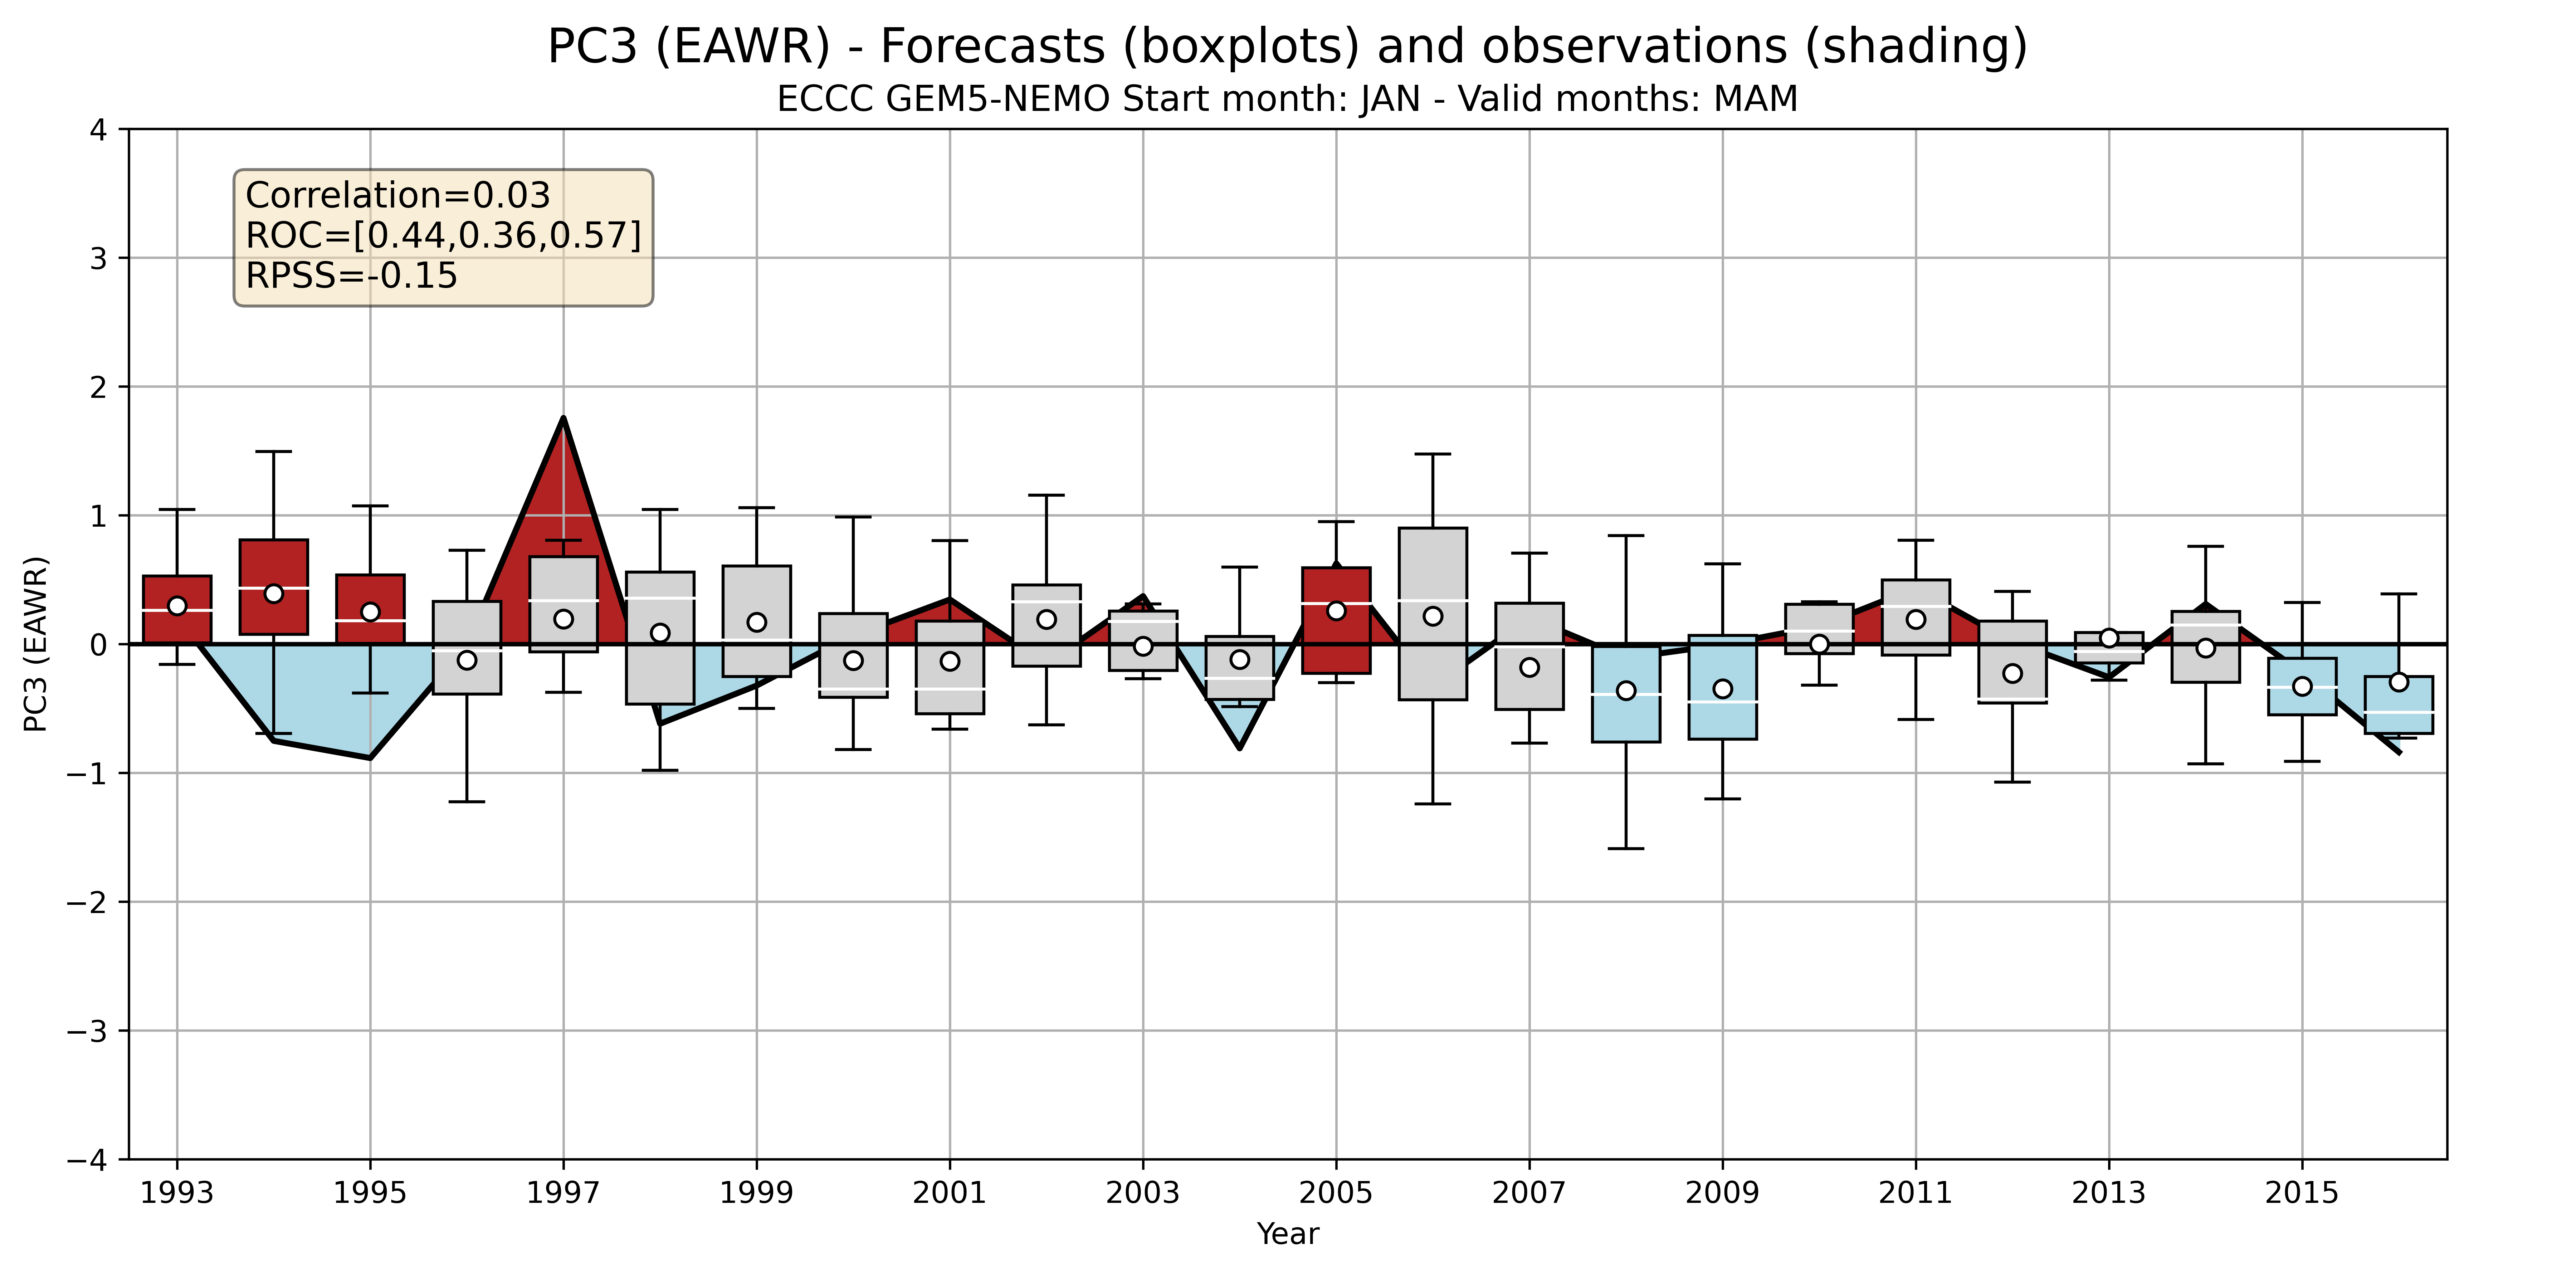 PC3 (EAWR) - Forecasts (boxplots) and observations (shading)
ECCC GEM5-NEMO Start month: JAN - Valid months: MAM
Correlation=0.03
ROC=[0.44,0.36,0.57]
RPSS=-0.15
PC3 (EAWR)
4
3
2
1
0
−1
−2
−3
−4
1993 1995 1997 1999 2001 2003 2005 2007 2009 2011 2013 2015
Year